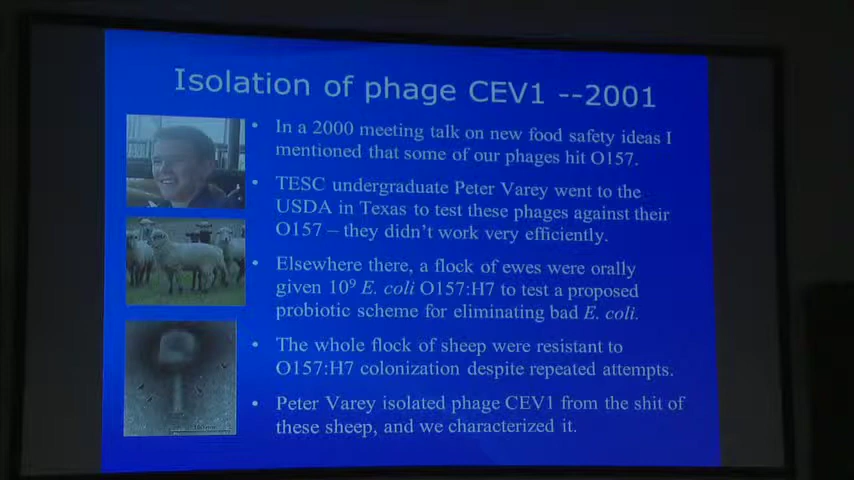 Isolation of phage CEV1 --2001
• In a 2000 meeting talk on new food safety ideas I
mentioned that some of our phages hit O157.
• TESC undergraduate Peter Varey went to the
USDA in Texas to test these phages against their
O157 – they didn't work very efficiently.
• Elsewhere there, a flock of ewes were orally
given 10⁹ E. coli O157:H7 to test a proposed
probiotic scheme for eliminating bad E. coli.
• The whole flock of sheep were resistant to
O157:H7 colonization despite repeated attempts.
• Peter Varey isolated phage CEV1 from the shit of
these sheep, and we characterized it.